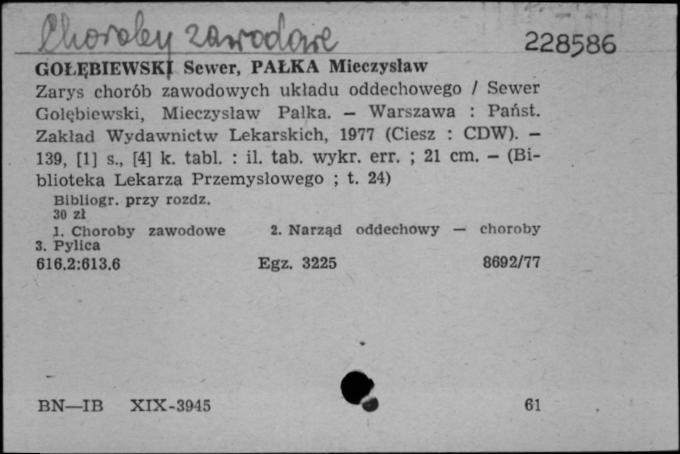 Choroby zawodowe
228586
GOŁĘBIEWSKI Sewer, PAŁKA Mieczysław
Zarys chorób zawodowych układu oddechowego / Sewer
Gołębiewski, Mieczysław Pałka. — Warszawa : Państ.
Zakład Wydawnictw Lekarskich, 1977 (Ciesz : CDW). —
139, [1] s., [4] k. tabl. : il. tab. wykr. err. ; 21 cm. — (Bi-
blioteka Lekarza Przemysłowego ; t. 24)
Bibliogr. przy rozdz.
30 zł
1. Choroby zawodowe 2. Narząd oddechowy — choroby
3. Pylica
616.2:613.6 Egz. 3225 8692/77
BN—IB XIX-3945 61